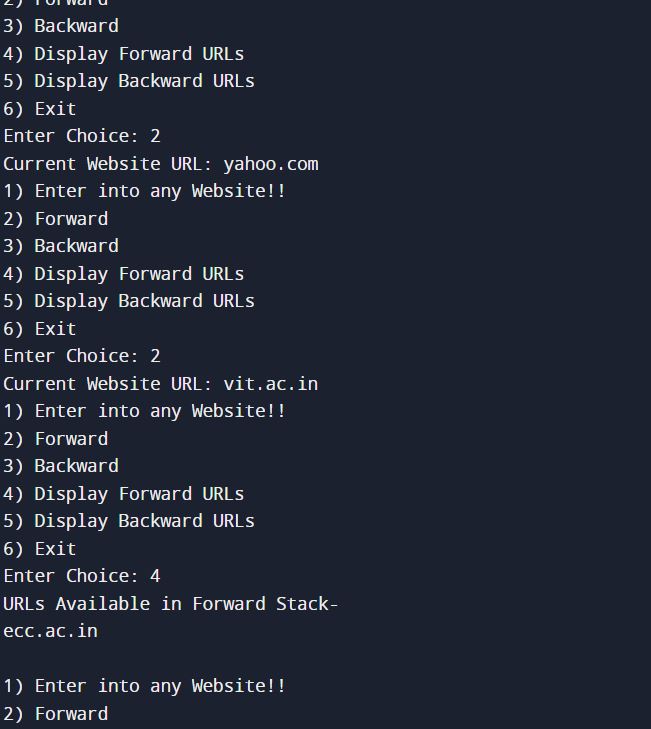 2) Forward
3) Backward
4) Display Forward URLs
5) Display Backward URLs
6) Exit
Enter Choice: 2
Current Website URL: yahoo.com
1) Enter into any Website!!
2) Forward
3) Backward
4) Display Forward URLs
5) Display Backward URLs
6) Exit
Enter Choice: 2
Current Website URL: vit.ac.in
1) Enter into any Website!!
2) Forward
3) Backward
4) Display Forward URLs
5) Display Backward URLs
6) Exit
Enter Choice: 4
URLs Available in Forward Stack-
ecc.ac.in
1) Enter into any Website!!
2) Forward